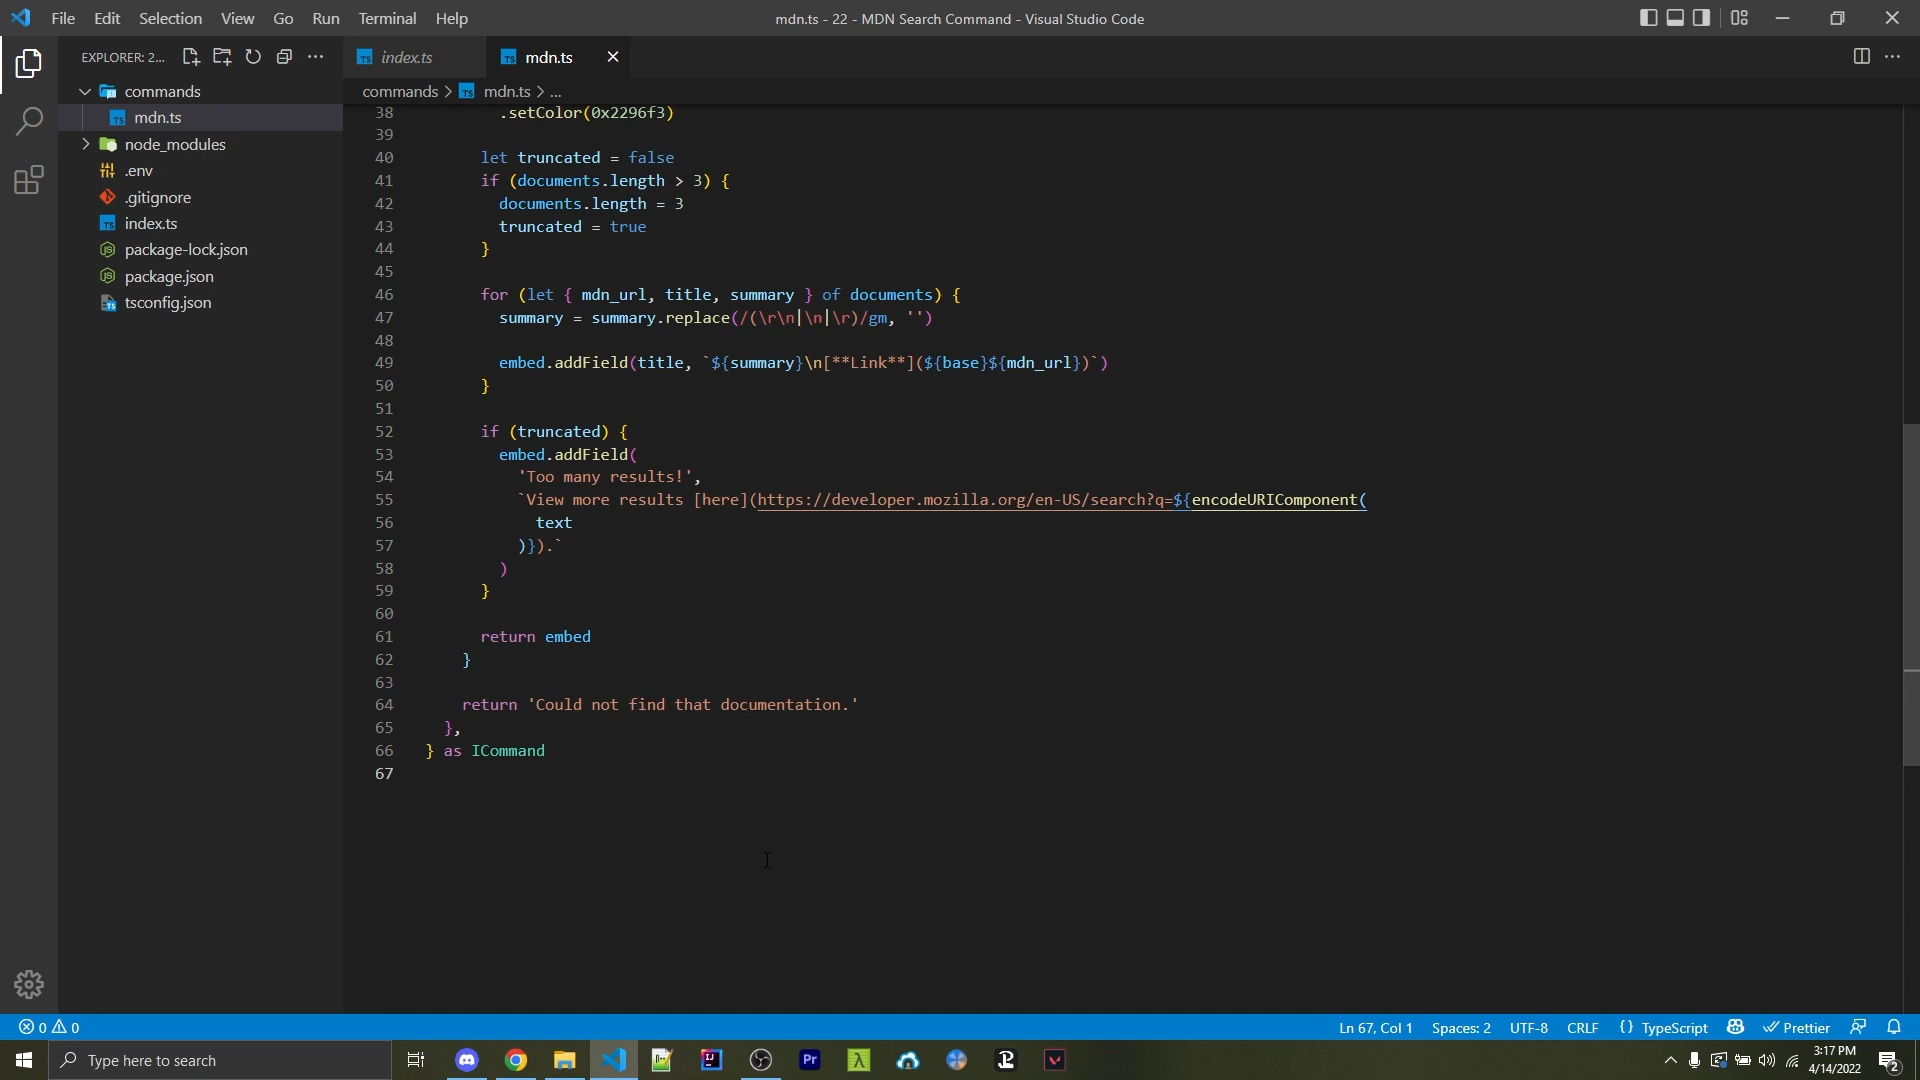 File Edit Selection View Go Run Terminal Help
mdn.ts - 22 - MDN Search Command - Visual Studio Code
EXPLORER: 2...
index.ts
mdn.ts
commands
mdn.ts
node_modules
.env
.gitignore
index.ts
package-lock.json
package.json
tsconfig.json
commands > mdn.ts > ...
38 .setColor(0x2296f3)
39
40 let truncated = false
41 if (documents.length > 3) {
42 documents.length = 3
43 truncated = true
44 }
45
46 for (let { mdn_url, title, summary } of documents) {
47 summary = summary.replace(/(\r\n|\n|\r)/gm, '')
48
49 embed.addField(title, `${summary}\n[**Link**](${base}${mdn_url})`)
50 }
51
52 if (truncated) {
53 embed.addField(
54 'Too many results!',
55 `View more results [here](https://developer.mozilla.org/en-US/search?q=${encodeURIComponent(
56 text
57 )}).`
58 )
59 }
60
61 return embed
62 }
63
64 return 'Could not find that documentation.'
65 },
66 } as ICommand
67
0 0
Ln 67, Col 1 Spaces: 2 UTF-8 CRLF {} TypeScript Prettier
Type here to search
Pr
3:17 PM
4/14/2022
2